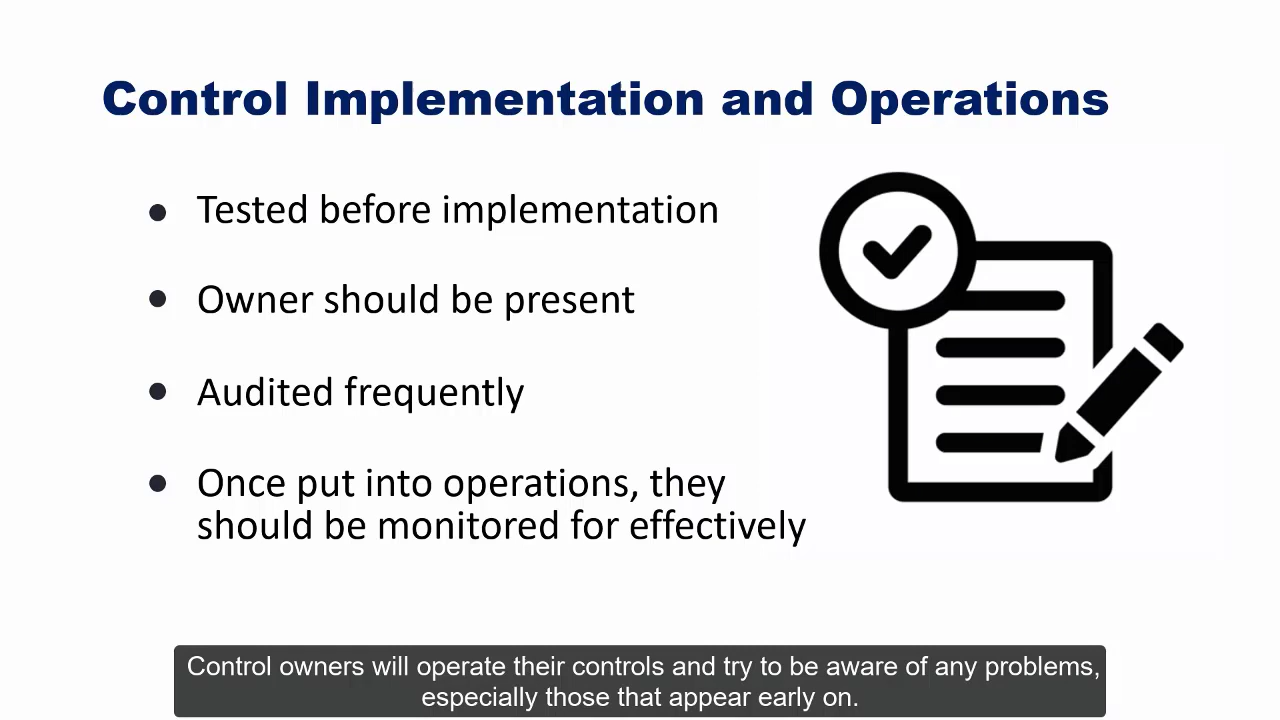 Control Implementation and Operations
• Tested before implementation
• Owner should be present
• Audited frequently
• Once put into operations, they
should be monitored for effectively
Control owners will operate their controls and try to be aware of any problems,
especially those that appear early on.